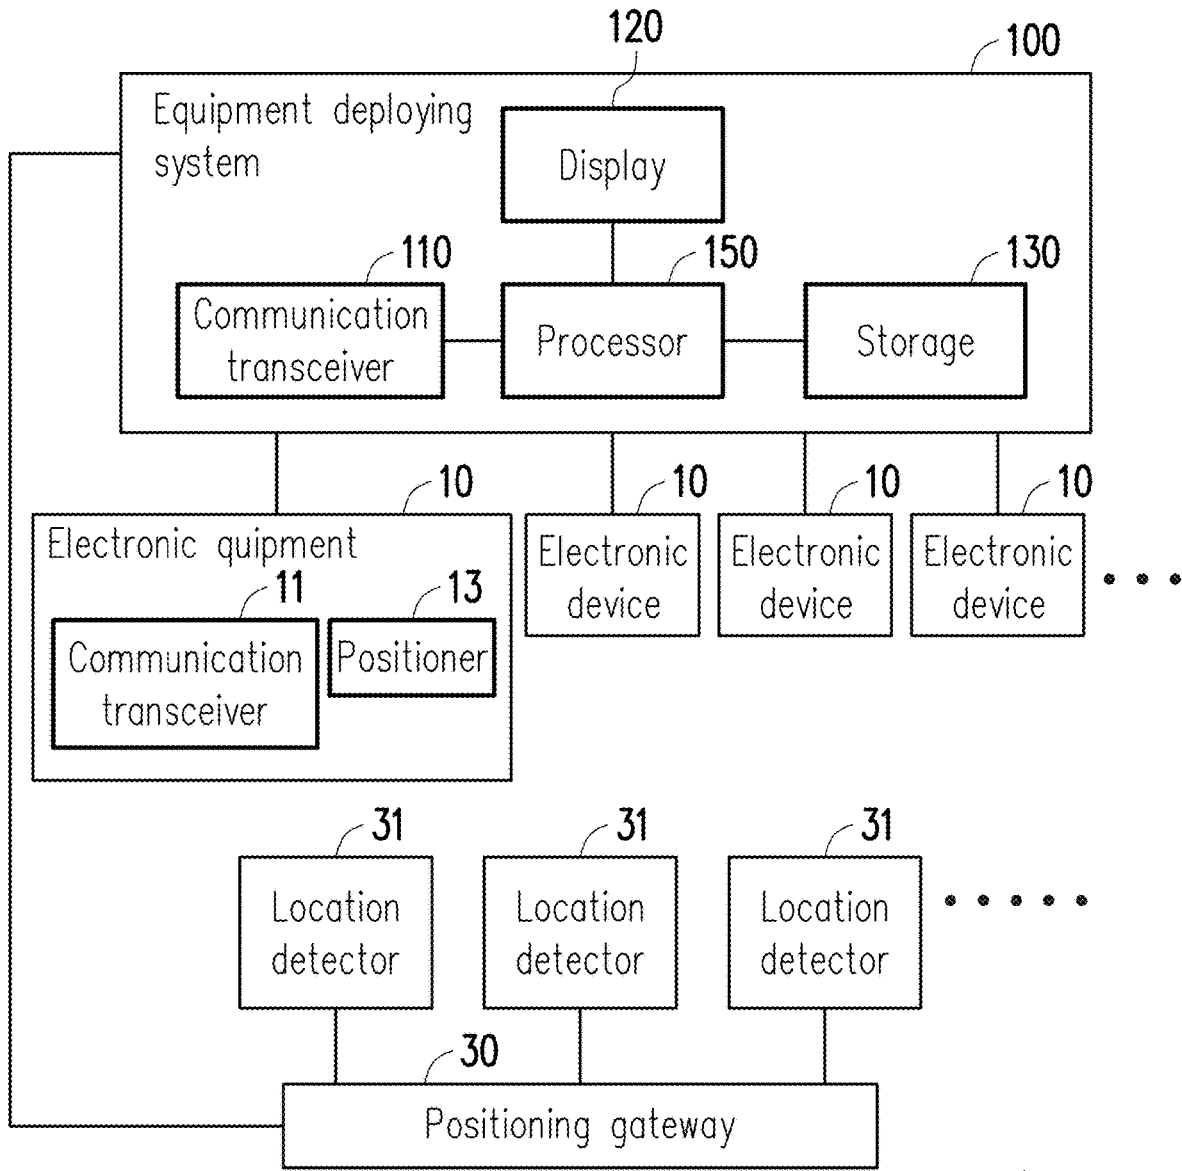 120
100
Equipment deploying
system
Display
110
150
130
Communication
transceiver
Processor
Storage
10
10
10
10
Electronic quipment
Electronic
device
Electronic
device
Electronic
device
11
13
Communication
transceiver
Positioner
31
31
31
Location
detector
Location
detector
Location
detector
30
Positioning gateway